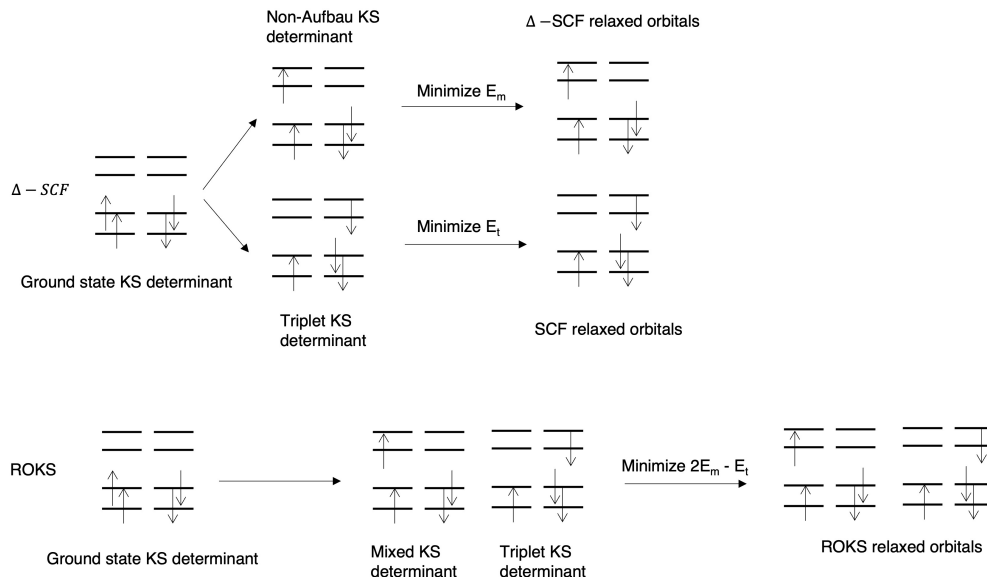 Non-Aufbau KS
determinant
Δ −SCF relaxed orbitals
Minimize Eₘ
Δ − SCF
Minimize Eₜ
Ground state KS determinant
Triplet KS
determinant
SCF relaxed orbitals
ROKS
Minimize 2Eₘ - Eₜ
Ground state KS determinant
Mixed KS
determinant
Triplet KS
determinant
ROKS relaxed orbitals